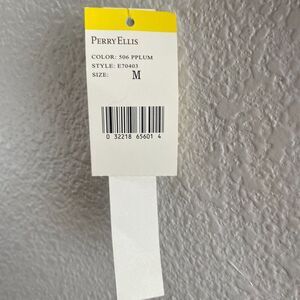 PERRY ELLIS
COLOR: 506 PPLUM
STYLE: E70403
SIZE: M
0 32218 65601 4